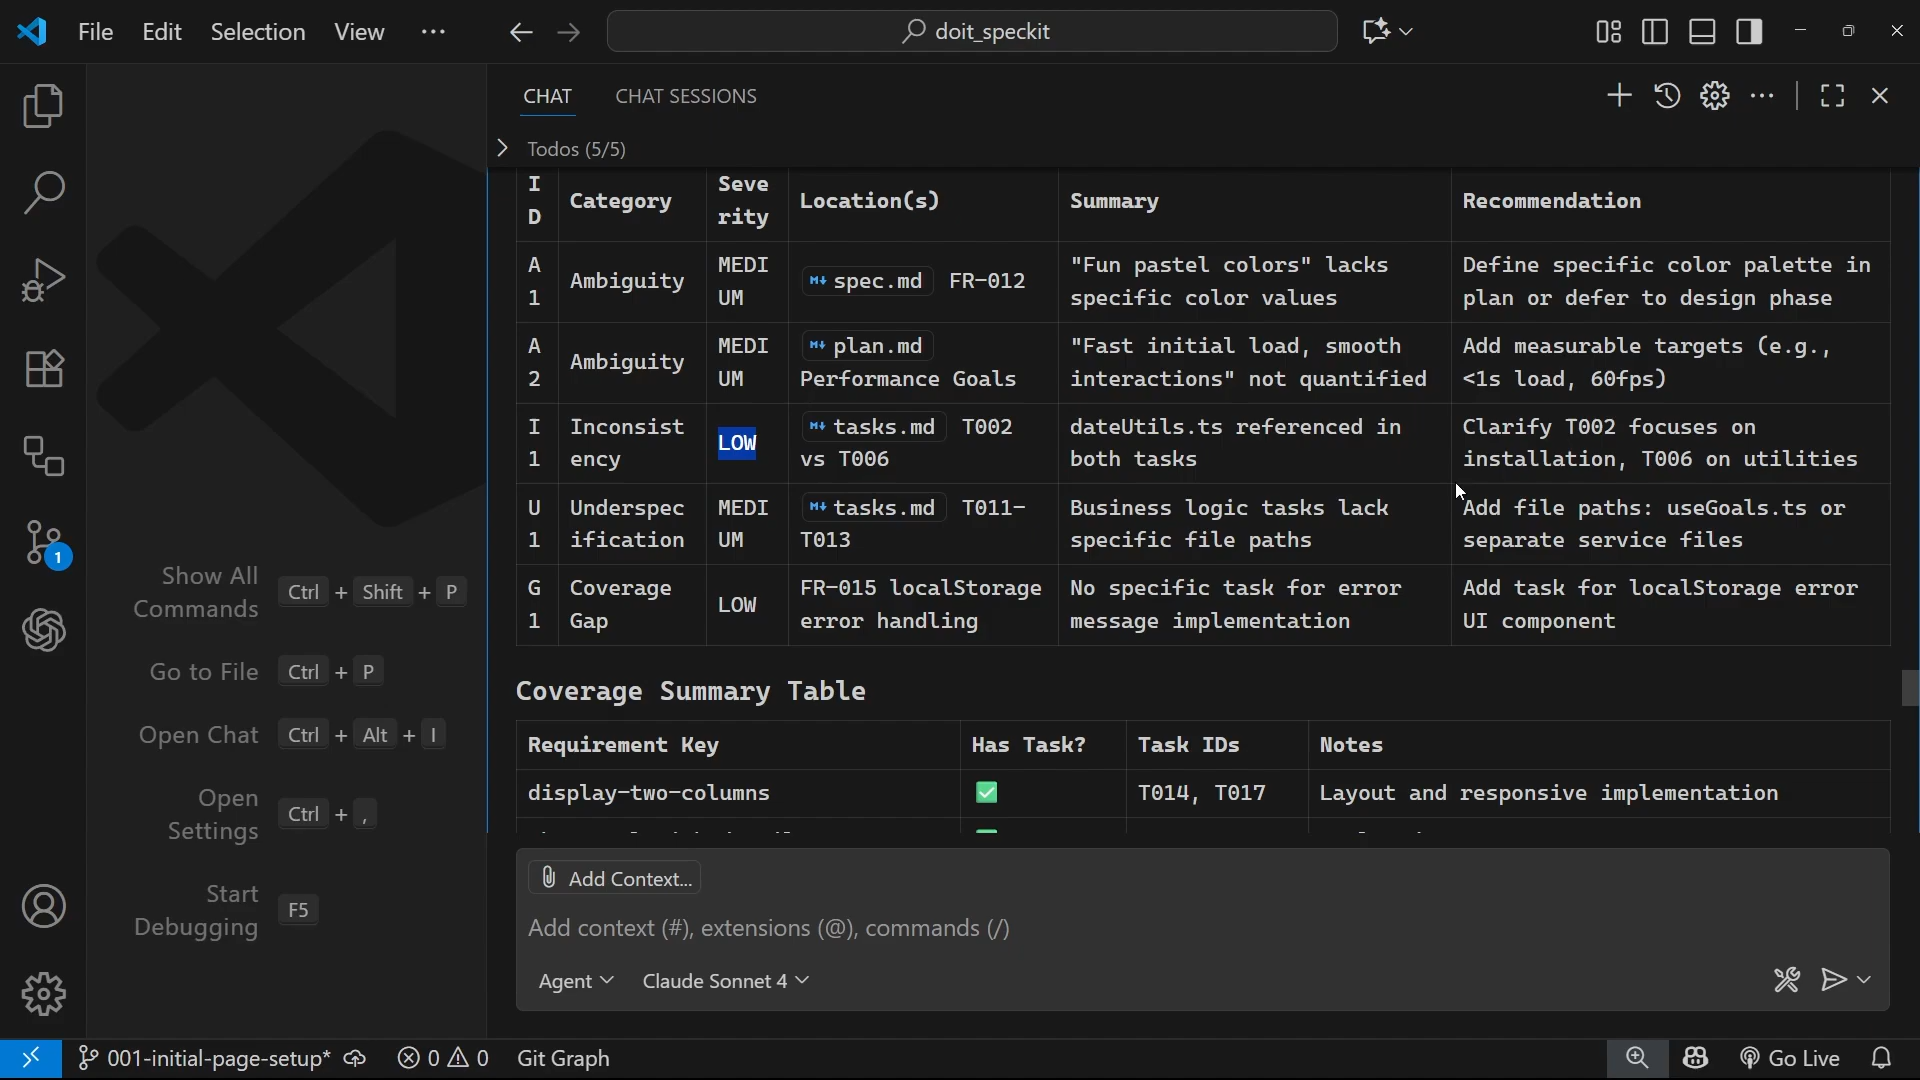 File Edit Selection View ···
doit_speckit
CHAT CHAT SESSIONS
Todos (5/5)
ID Category Severity Location(s) Summary Recommendation
A1 Ambiguity MEDIUM spec.md FR-012 "Fun pastel colors" lacks specific color values Define specific color palette in plan or defer to design phase
A2 Ambiguity MEDIUM plan.md Performance Goals "Fast initial load, smooth interactions" not quantified Add measurable targets (e.g., <1s load, 60fps)
I1 Inconsistency LOW tasks.md T002 vs T006 dateUtils.ts referenced in both tasks Clarify T002 focuses on installation, T006 on utilities
U1 Underspecification MEDIUM tasks.md T011-T013 Business logic tasks lack specific file paths Add file paths: useGoals.ts or separate service files
G1 Coverage Gap LOW FR-015 localStorage error handling No specific task for error message implementation Add task for localStorage error UI component
Coverage Summary Table
Requirement Key Has Task? Task IDs Notes
display-two-columns ✅ T014, T017 Layout and responsive implementation
Show All Commands Ctrl + Shift + P
Go to File Ctrl + P
Open Chat Ctrl + Alt + I
Open Settings Ctrl + ,
Start Debugging F5
1
Add Context...
Add context (#), extensions (@), commands (/)
Agent Claude Sonnet 4
001-initial-page-setup* 0 0 Git Graph Go Live